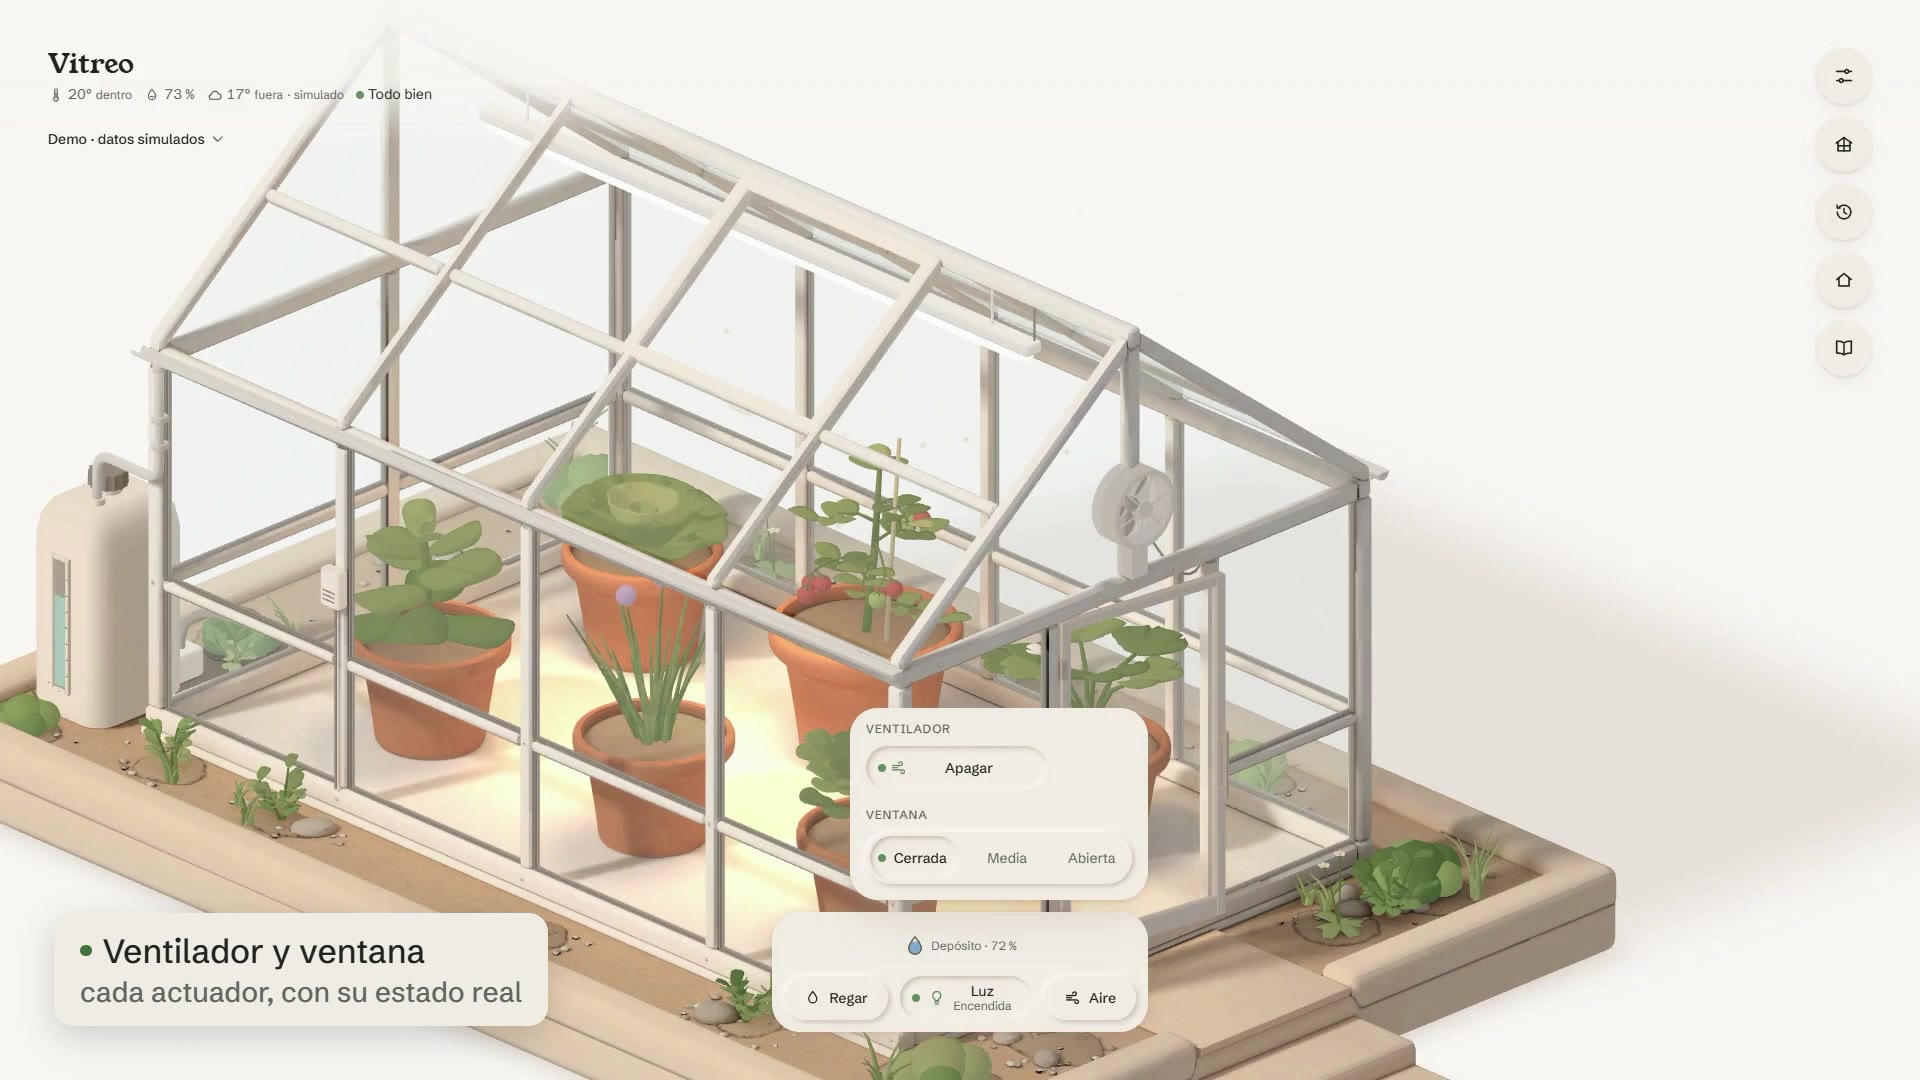 Vitreo
20° dentro 73 % 17° fuera · simulado Todo bien
Demo · datos simulados
VENTILADOR
Apagar
VENTANA
Cerrada Media Abierta
Depósito · 72 %
Regar Luz Encendida Aire
Ventilador y ventana
cada actuador, con su estado real